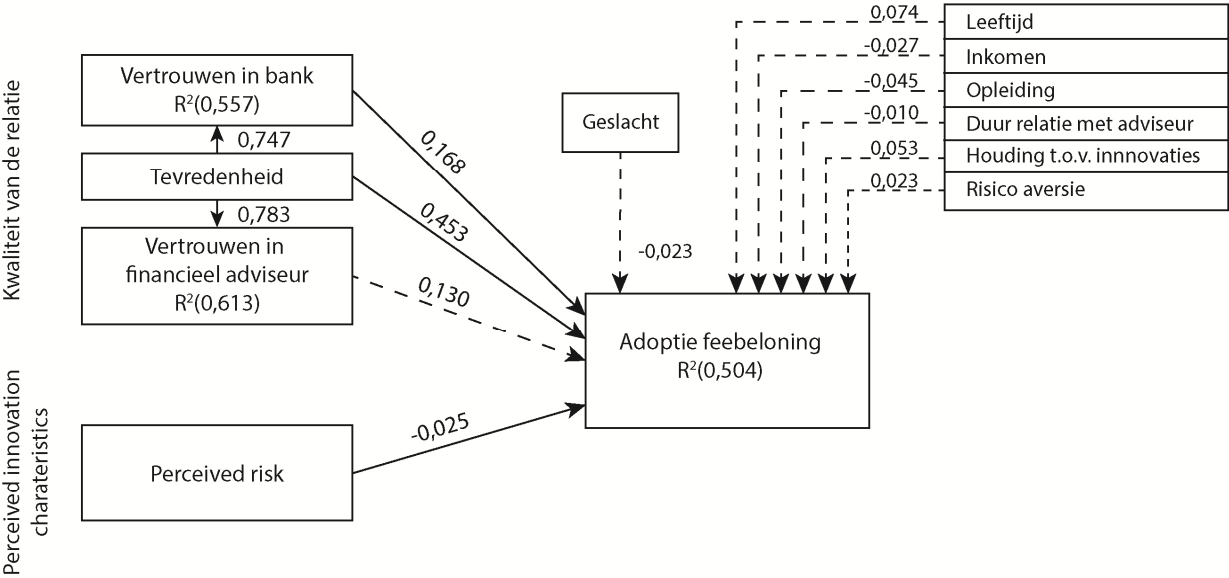 Kwaliteit van de relatie
Vertrouwen in bank
R²(0,557)
0,747
Tevredenheid
0,783
Vertrouwen in
financieel adviseur
R²(0,613)
Perceived innovation
charateristics
Perceived risk
0,168
0,453
0,130
-0,025
Geslacht
-0,023
Adoptie feebeloning
R²(0,504)
0,074
Leeftijd
-0,027
Inkomen
-0,045
Opleiding
-0,010
Duur relatie met adviseur
0,053
Houding t.o.v. innnovaties
0,023
Risico aversie